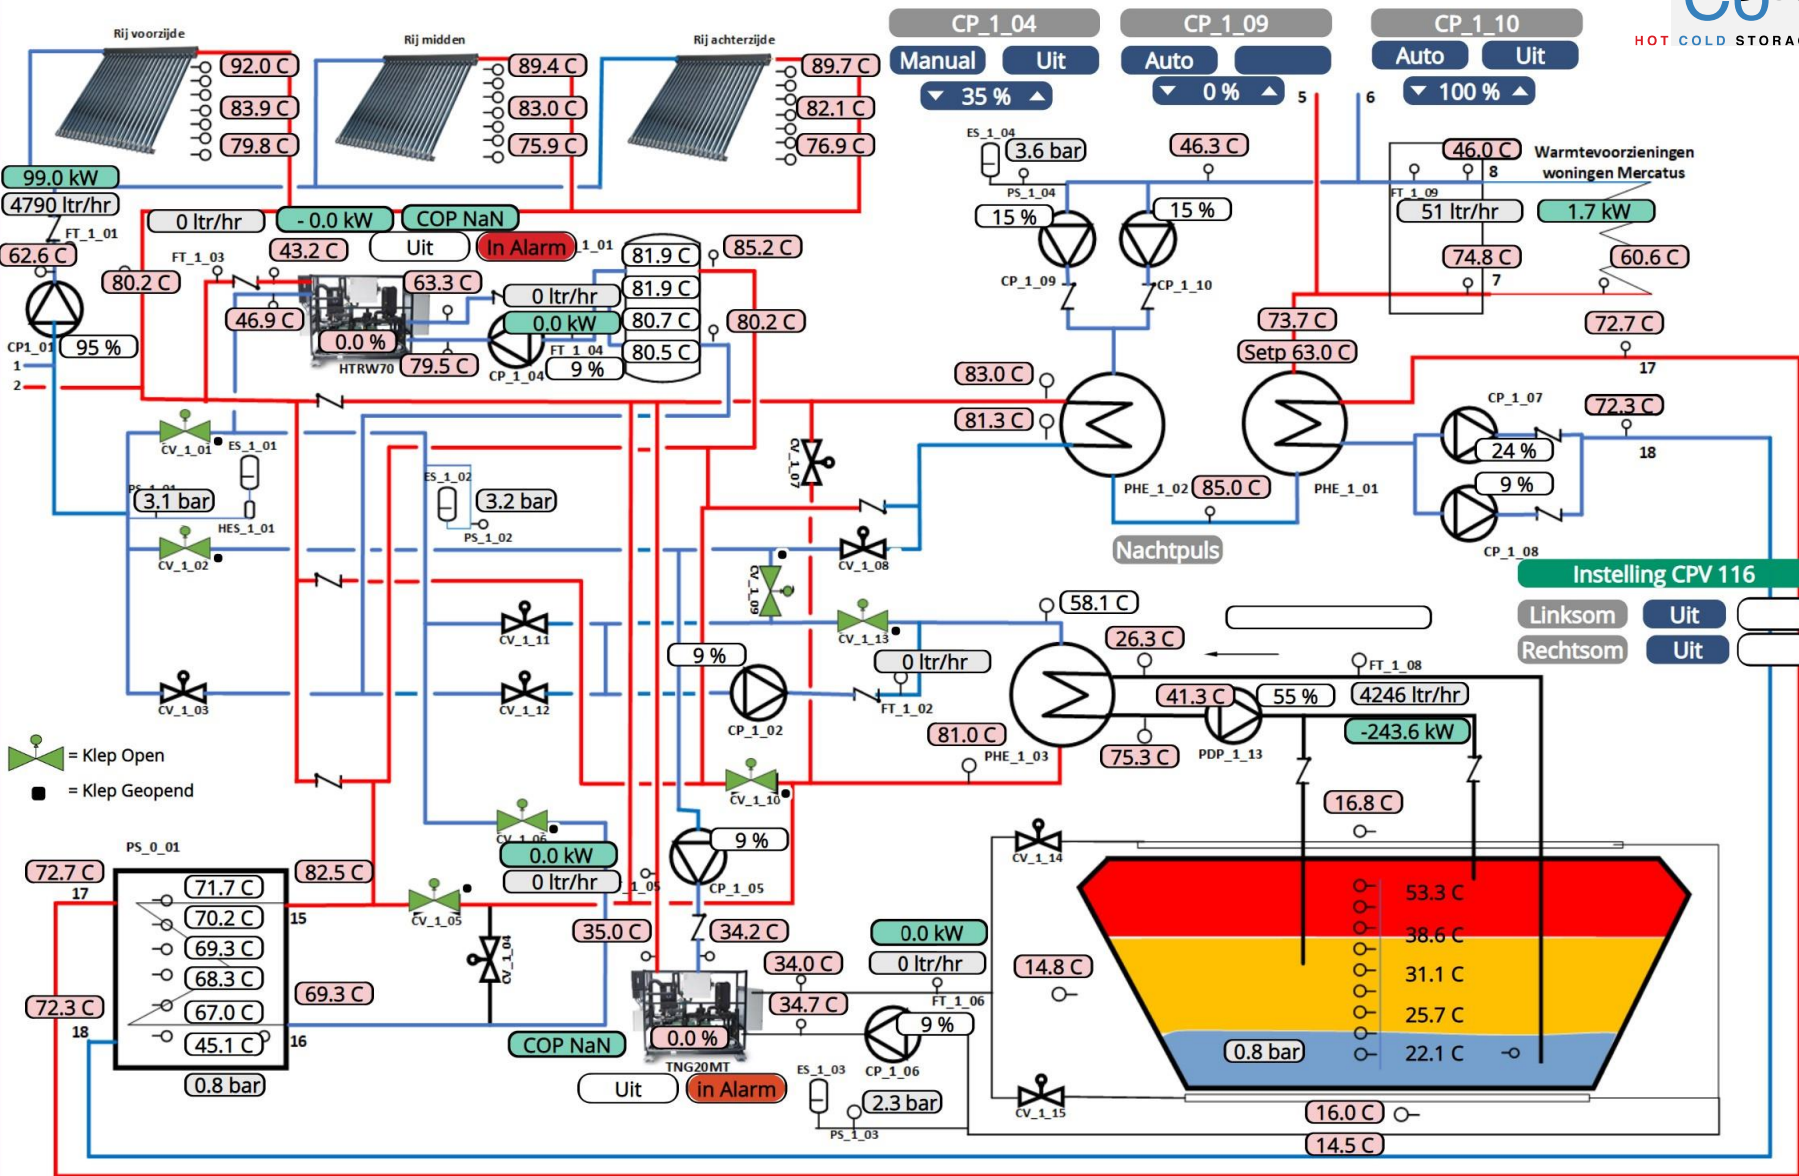 CP_1_04
CP_1_09
CP_1_10
HOT COLD STORA
Manual
Uit
Auto
Auto
Uit
35 %
0 %
100 %
Rij voorzijde
Rij midden
Rij achterzijde
92.0 C
83.9 C
79.8 C
89.4 C
83.0 C
75.9 C
89.7 C
82.1 C
76.9 C
5
6
99.0 kW
4790 ltr/hr
FT_1_01
62.6 C
CP1_01
95 %
1
2
0 ltr/hr
- 0.0 kW
COP NaN
Uit
In Alarm
_1_01
FT_1_03
43.2 C
80.2 C
46.9 C
63.3 C
0.0 %
HTRW70
79.5 C
0 ltr/hr
0.0 kW
FT_1_04
CP_1_04
9 %
81.9 C
81.9 C
80.7 C
80.5 C
85.2 C
80.2 C
ES_1_04
3.6 bar
PS_1_04
46.3 C
15 %
15 %
CP_1_09
CP_1_10
46.0 C
8
Warmtevoorzieningen
woningen Mercatus
FT_1_09
51 ltr/hr
1.7 kW
74.8 C
7
60.6 C
73.7 C
Setp 63.0 C
72.7 C
17
83.0 C
81.3 C
PHE_1_02
85.0 C
PHE_1_01
CP_1_07
24 %
9 %
CP_1_08
72.3 C
18
Nachtpuls
Instelling CPV 116
Linksom
Uit
Rechtsom
Uit
CV_1_01
ES_1_01
3.1 bar
HES_1_01
CV_1_02
ES_1_02
3.2 bar
PS_1_02
CV_1_07
CV_1_08
CV_1_09
CV_1_13
CV_1_11
CV_1_12
CV_1_03
9 %
CP_1_02
0 ltr/hr
FT_1_02
58.1 C
26.3 C
FT_1_08
41.3 C
55 %
4246 ltr/hr
-243.6 kW
PDP_1_13
75.3 C
81.0 C
PHE_1_03
= Klep Open
= Klep Geopend
CV_1_10
CV_1_06
0.0 kW
0 ltr/hr
_1_05
9 %
CP_1_05
16.8 C
CV_1_14
PS_0_01
72.7 C
17
71.7 C
70.2 C
69.3 C
68.3 C
67.0 C
45.1 C
82.5 C
15
69.3 C
16
72.3 C
18
0.8 bar
CV_1_05
CV_1_04
35.0 C
34.2 C
34.0 C
34.7 C
0.0 kW
0 ltr/hr
FT_1_06
9 %
CP_1_06
0.0 %
TNG20MT
COP NaN
Uit
in Alarm
ES_1_03
2.3 bar
PS_1_03
14.8 C
53.3 C
38.6 C
31.1 C
25.7 C
22.1 C
0.8 bar
CV_1_15
16.0 C
14.5 C